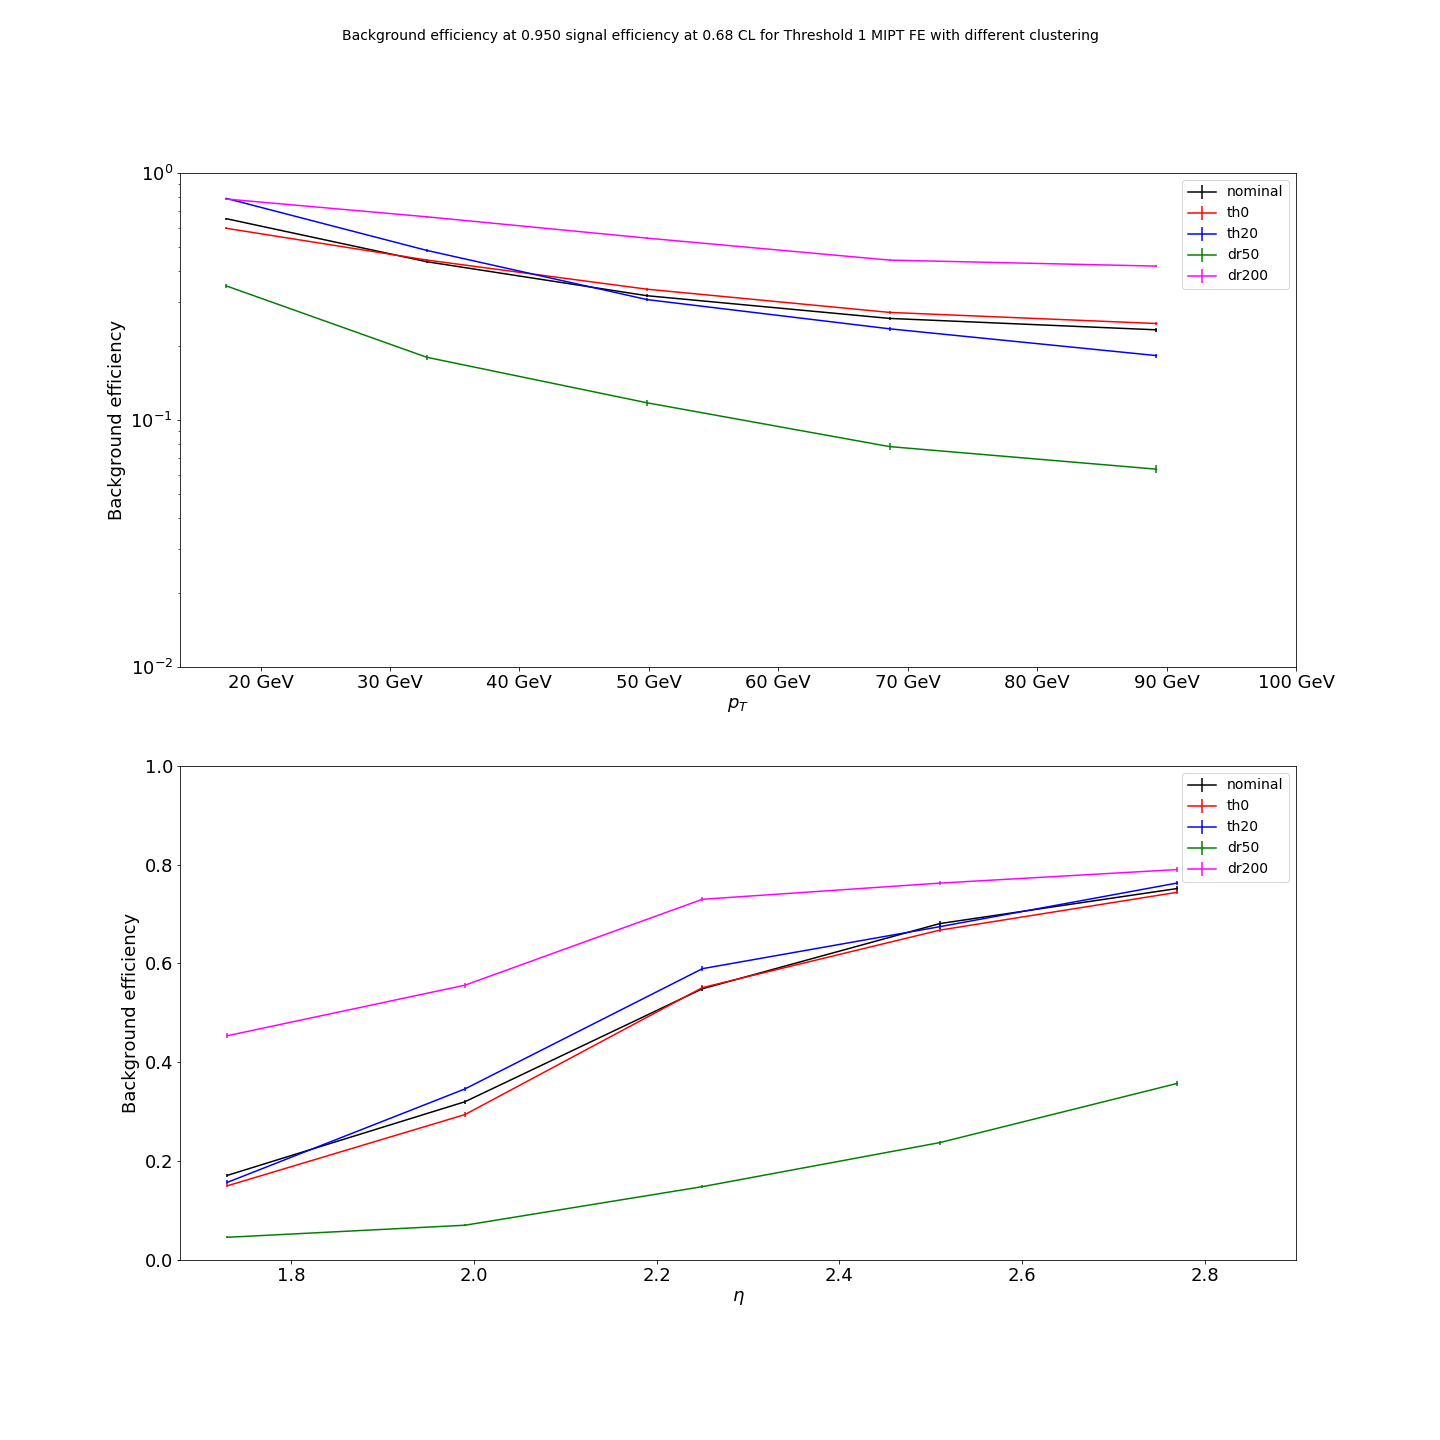 Background efficiency at 0.950 signal efficiency at 0.68 CL for Threshold 1 MIPT FE with different clustering
10⁰
10⁻¹
10⁻²
Background efficiency
nominal
th0
th20
dr50
dr200
20 GeV 30 GeV 40 GeV 50 GeV 60 GeV 70 GeV 80 GeV 90 GeV 100 GeV
p_T
1.0
0.8
0.6
0.4
0.2
0.0
Background efficiency
nominal
th0
th20
dr50
dr200
1.8 2.0 2.2 2.4 2.6 2.8
η